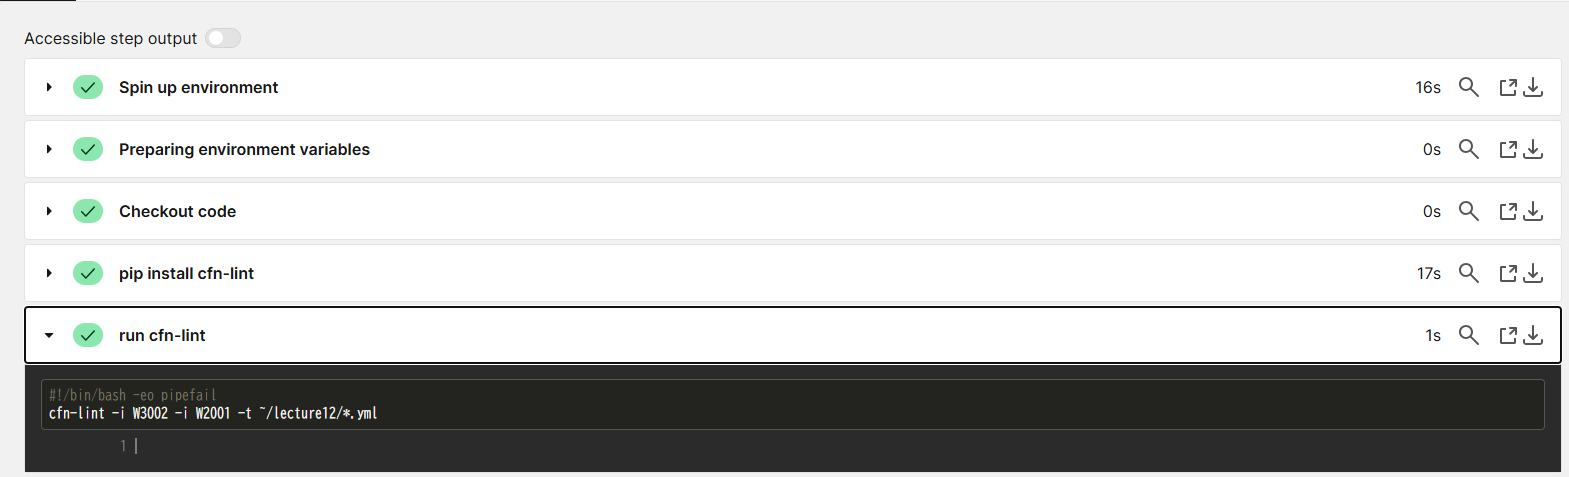 Accessible step output
Spin up environment 16s
Preparing environment variables 0s
Checkout code 0s
pip install cfn-lint 17s
run cfn-lint 1s
#!/bin/bash -eo pipefail
cfn-lint -i W3002 -i W2001 -t ~/lecture12/*.yml
1